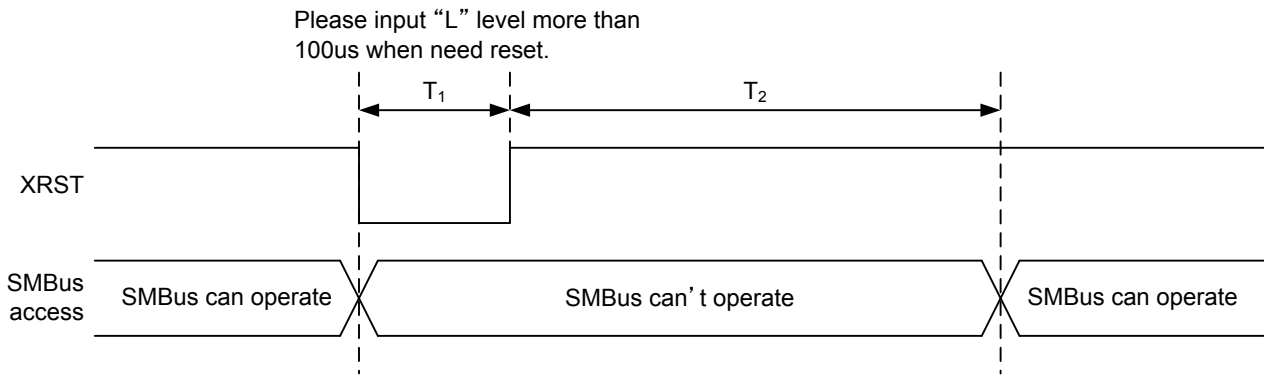 Please input “L” level more than
100us when need reset.
T1
T2
XRST
SMBus
access
SMBus can operate
SMBus can’t operate
SMBus can operate